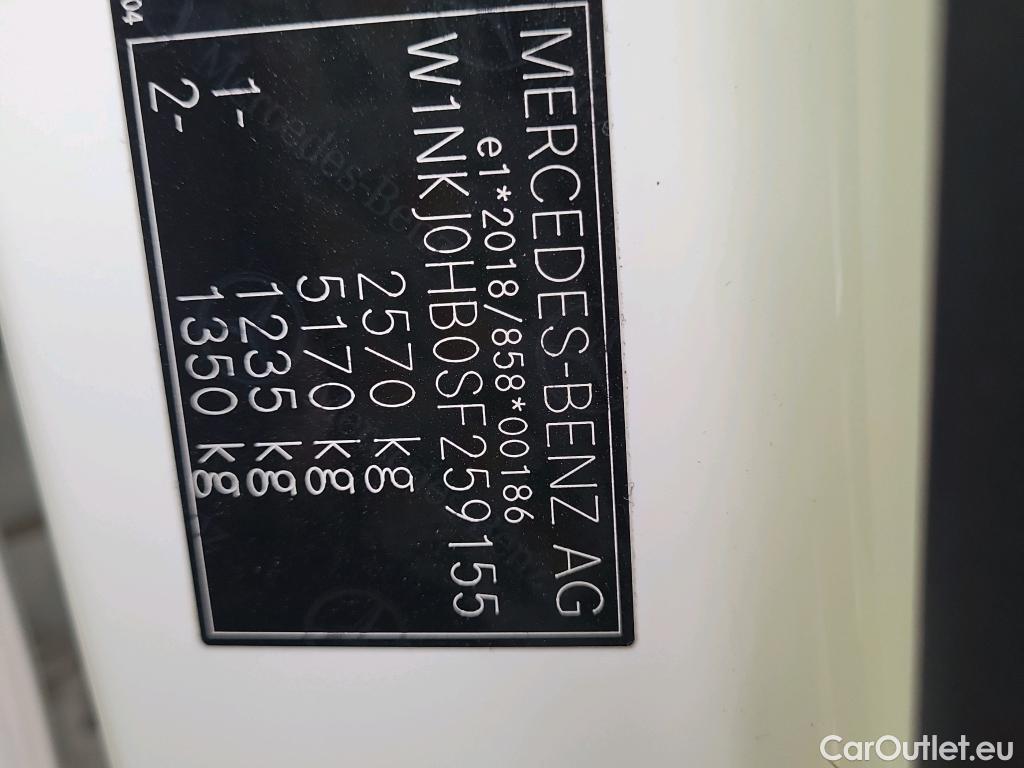 MERCEDES-BENZ AG
e1*2018/858*00186
W1NKJ0HB0SF259155
2570 kg
5170 kg
1- 1235 kg
2- 1350 kg
04
CarOutlet.eu